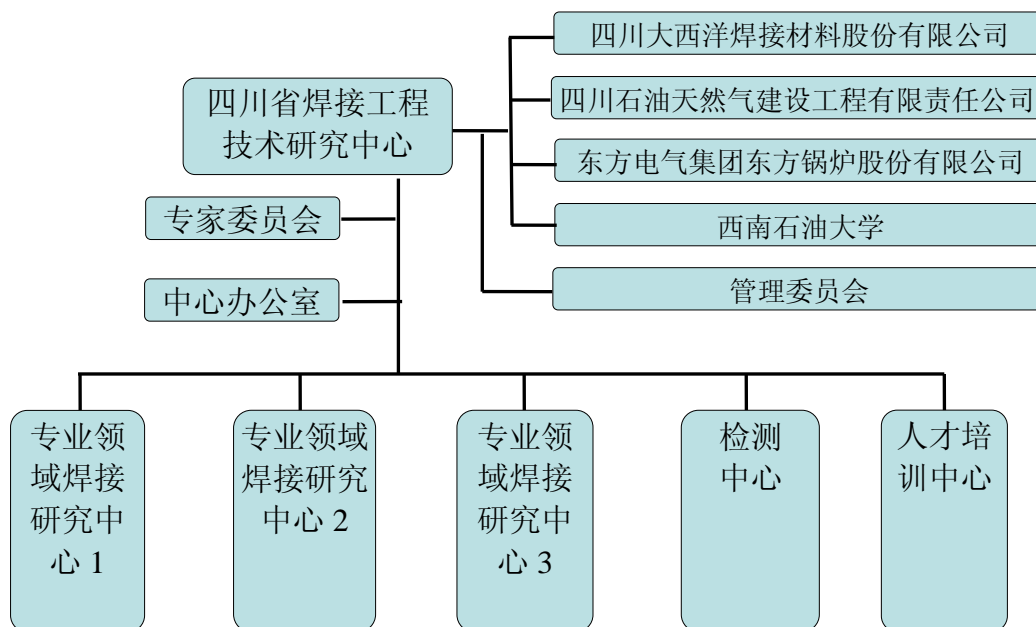 四川大西洋焊接材料股份有限公司
四川省焊接工程
技术研究中心
四川石油天然气建设工程有限责任公司
东方电气集团东方锅炉股份有限公司
专家委员会
西南石油大学
中心办公室
管理委员会
专业领
域焊接
研究中
心 1
专业领域
焊接研究
中心 2
专业领
域焊接
研究中
心 3
检测
中心
人才培
训中心